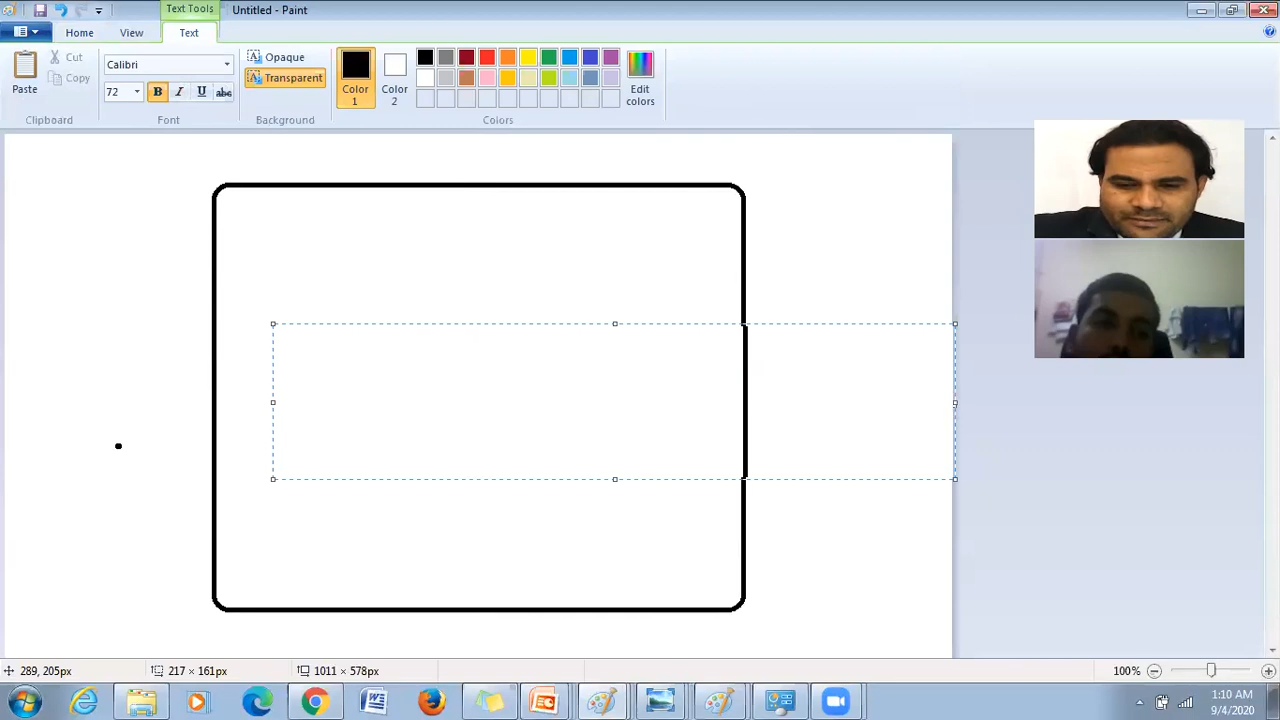 Text Tools
Untitled - Paint
Home
View
Text
Paste
Cut
Copy
Clipboard
Calibri
72
B
I
U
abc
Font
Opaque
Transparent
Background
Color
1
Color
2
Edit
colors
Colors
289, 205px
217 × 161px
1011 × 578px
100%
1:10 AM
9/4/2020